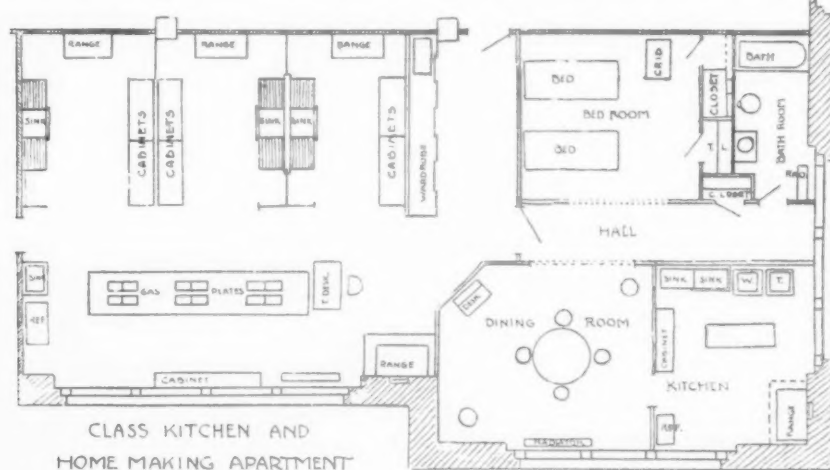 RANGE
RANGE
RANGE
SINK
CABINETS
CABINETS
SINK
SINK
CABINETS
WARDROBE
BED
BED ROOM
BED
CRIB
CLOSET
T. L.
C. CLOSET
BATH
BATH ROOM
RAD
HALL
SINK
REF.
GAS PLATES
T. DESK
CABINET
RANGE
DESK
DINING ROOM
RADIATOR
SINK
SINK
W.
T.
CABINET
KITCHEN
REF.
RANGE
CLASS KITCHEN AND
HOME MAKING APARTMENT